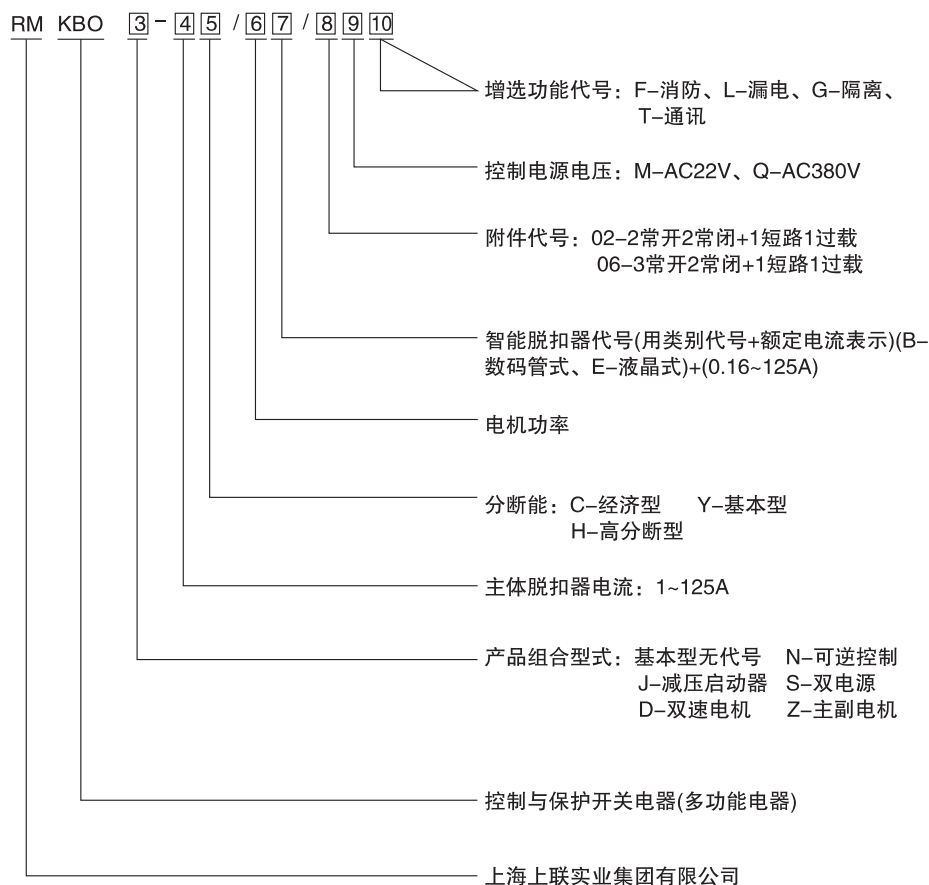 RM KBO 3-45/67/8910
增选功能代号：F-消防、L-漏电、G-隔离、
T-通讯
控制电源电压：M-AC22V、Q-AC380V
附件代号：02-2常开2常闭+1短路1过载
06-3常开2常闭+1短路1过载
智能脱扣器代号(用类别代号+额定电流表示)(B-
数码管式、E-液晶式)+(0.16~125A)
电机功率
分断能：C-经济型 Y-基本型
H-高分断型
主体脱扣器电流：1~125A
产品组合型式：基本型无代号 N-可逆控制
J-减压启动器 S-双电源
D-双速电机 Z-主副电机
控制与保护开关电器(多功能电器)
上海上联实业集团有限公司